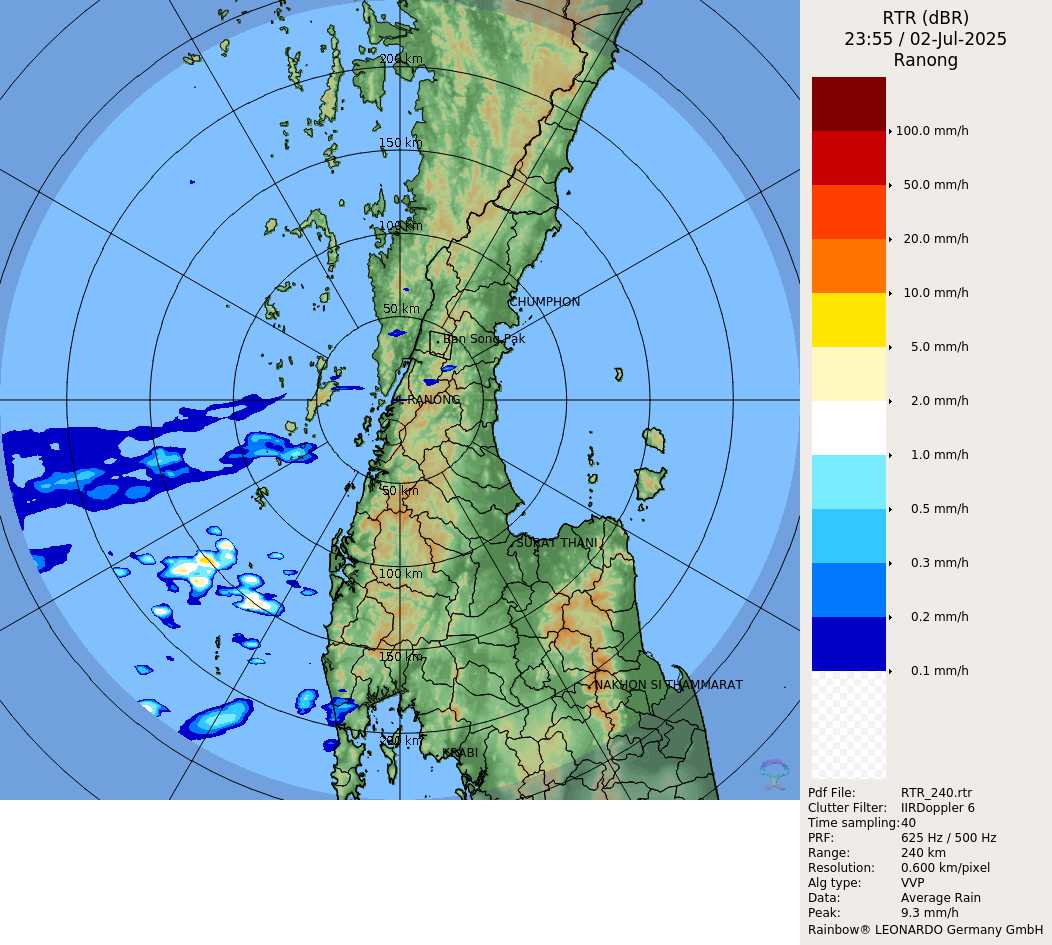 RTR (dBR)
23:55 / 02-Jul-2025
Ranong
200 km
150 km
100 km
50 km
CHUMPHON
Ban Song Pak
RANONG
50 km
SURAT THANI
100 km
150 km
NAKHON SI THAMMARAT
200 km
KRABI
100.0 mm/h
50.0 mm/h
20.0 mm/h
10.0 mm/h
5.0 mm/h
2.0 mm/h
1.0 mm/h
0.5 mm/h
0.3 mm/h
0.2 mm/h
0.1 mm/h
Pdf File: RTR_240.rtr
Clutter Filter: IIRDoppler 6
Time sampling:40
PRF: 625 Hz / 500 Hz
Range: 240 km
Resolution: 0.600 km/pixel
Alg type: VVP
Data: Average Rain
Peak: 9.3 mm/h
Rainbow® LEONARDO Germany GmbH